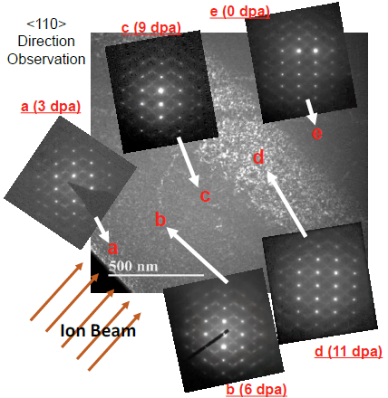 <110>
Direction
Observation
c (9 dpa)
e (0 dpa)
a (3 dpa)
e
d
c
b
a
500 nm
Ion Beam
d (11 dpa)
b (6 dpa)